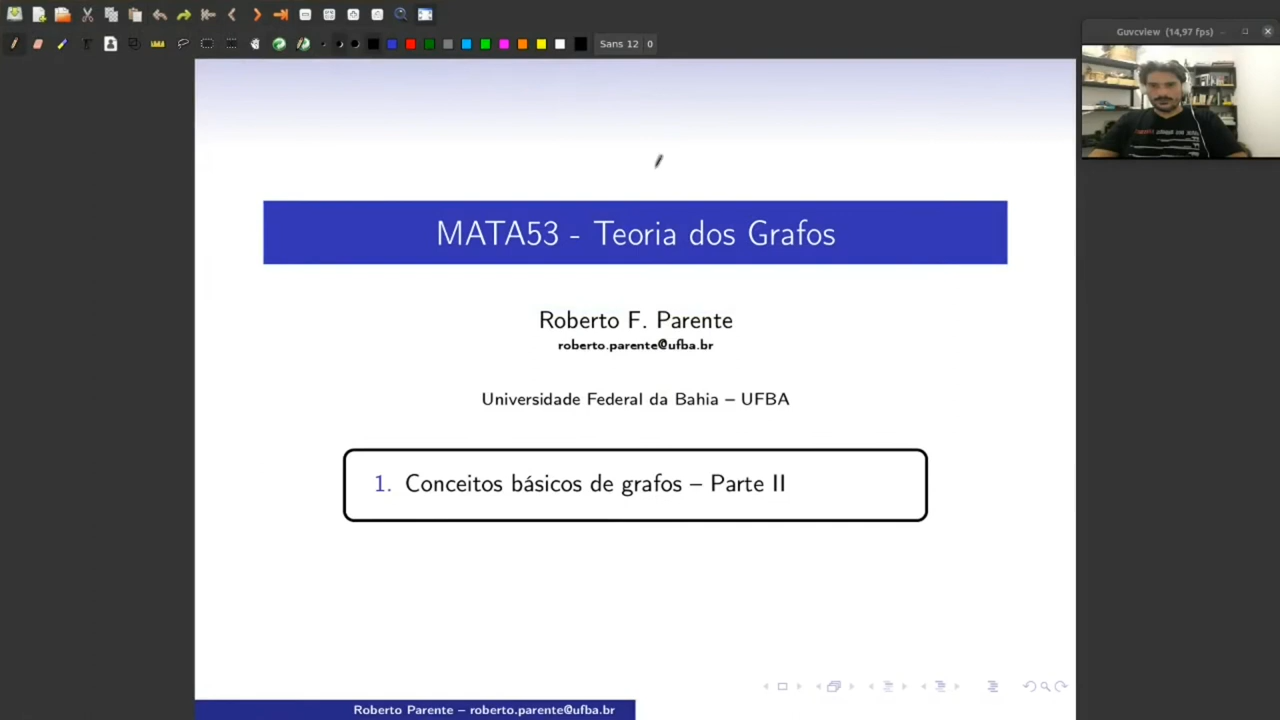 Sans 12 0
Guvcview (14,97 fps)
MATA53 - Teoria dos Grafos
Roberto F. Parente
roberto.parente@ufba.br
Universidade Federal da Bahia – UFBA
1. Conceitos básicos de grafos – Parte II
Roberto Parente – roberto.parente@ufba.br